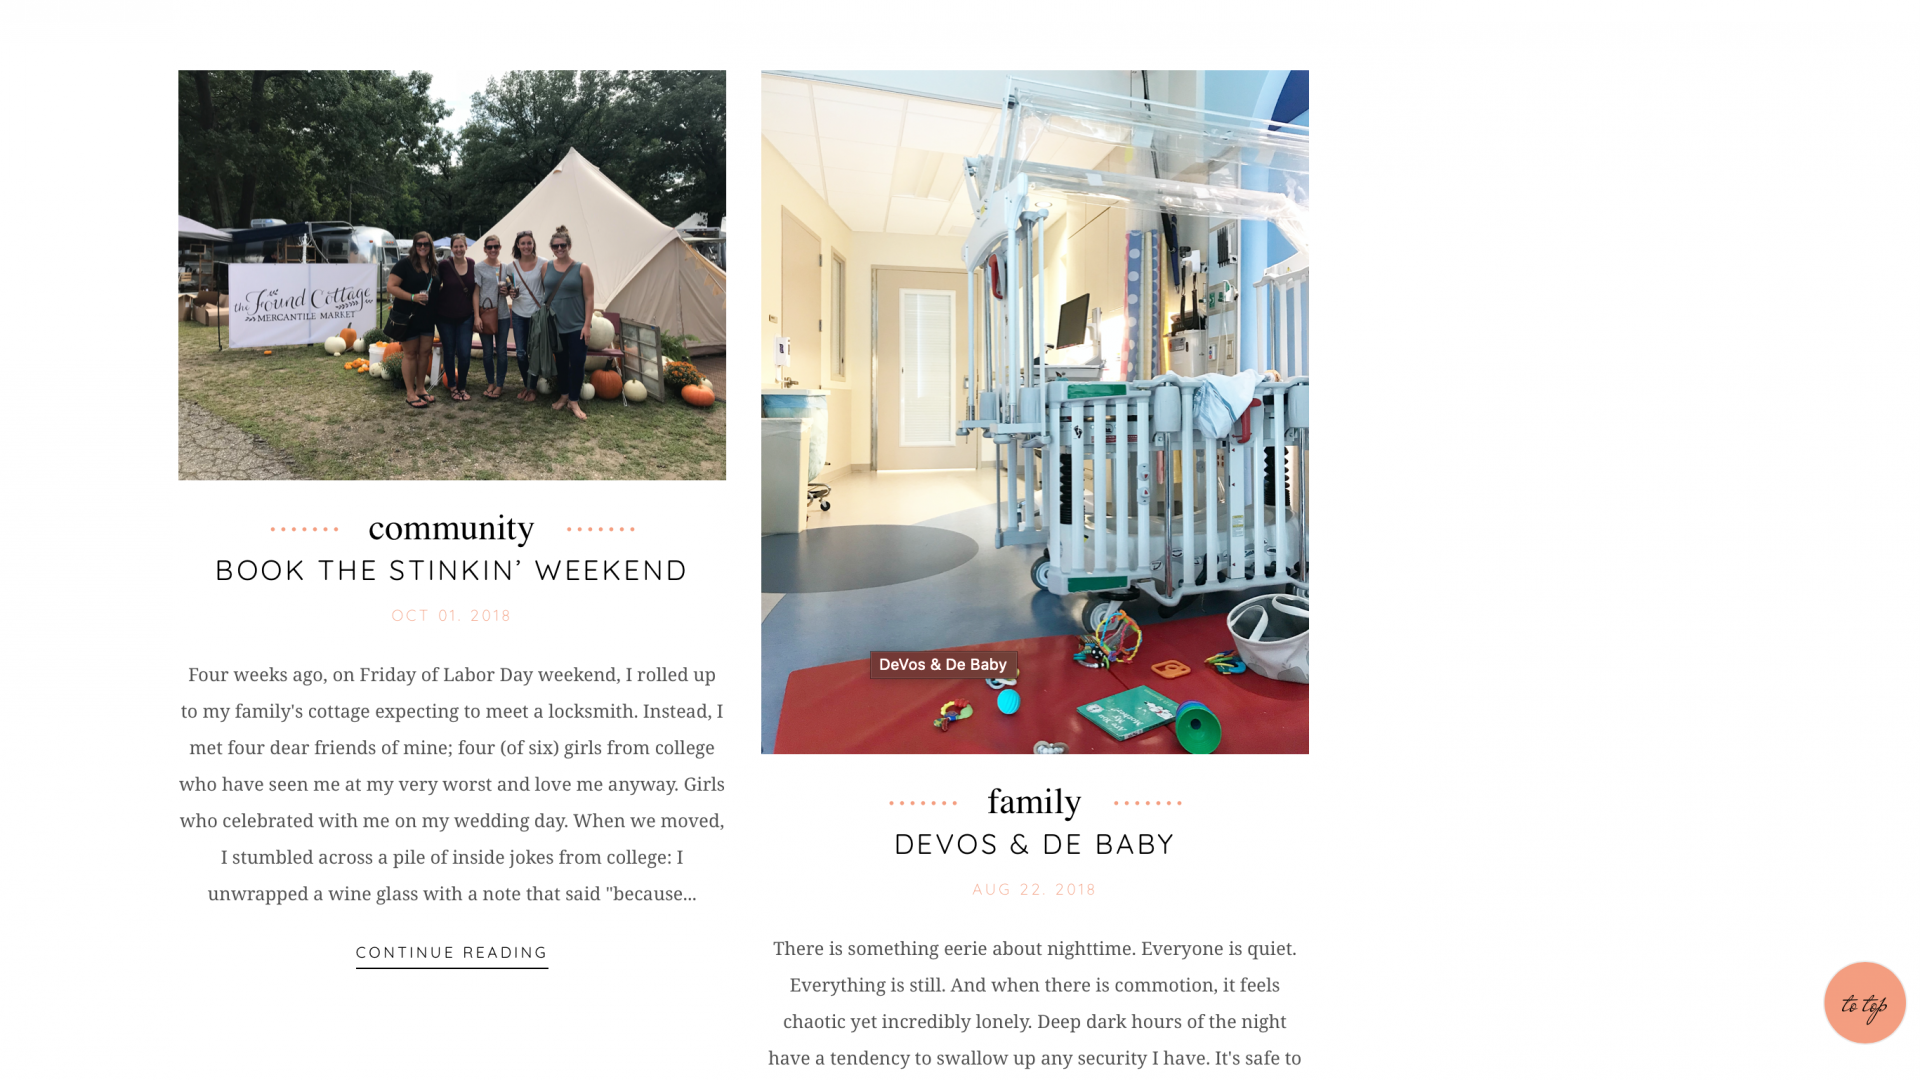 the Found Cottage
MERCANTILE MARKET
community
BOOK THE STINKIN’ WEEKEND
OCT 01. 2018
Four weeks ago, on Friday of Labor Day weekend, I rolled up
to my family's cottage expecting to meet a locksmith. Instead, I
met four dear friends of mine; four (of six) girls from college
who have seen me at my very worst and love me anyway. Girls
who celebrated with me on my wedding day. When we moved,
I stumbled across a pile of inside jokes from college: I
unwrapped a wine glass with a note that said "because...
CONTINUE READING
DeVos & De Baby
family
DEVOS & DE BABY
AUG 22. 2018
There is something eerie about nighttime. Everyone is quiet.
Everything is still. And when there is commotion, it feels
chaotic yet incredibly lonely. Deep dark hours of the night
have a tendency to swallow up any security I have. It's safe to
to top